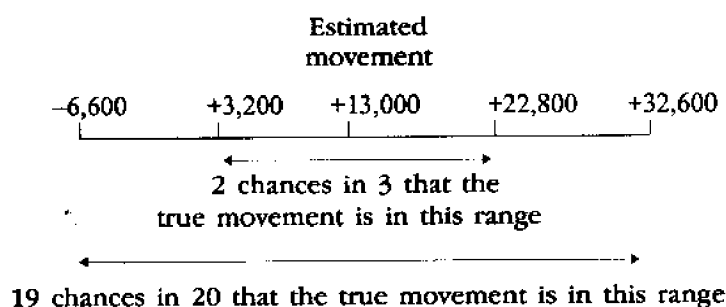 Estimated
movement
–6,600 +3,200 +13,000 +22,800 +32,600
2 chances in 3 that the
true movement is in this range
19 chances in 20 that the true movement is in this range